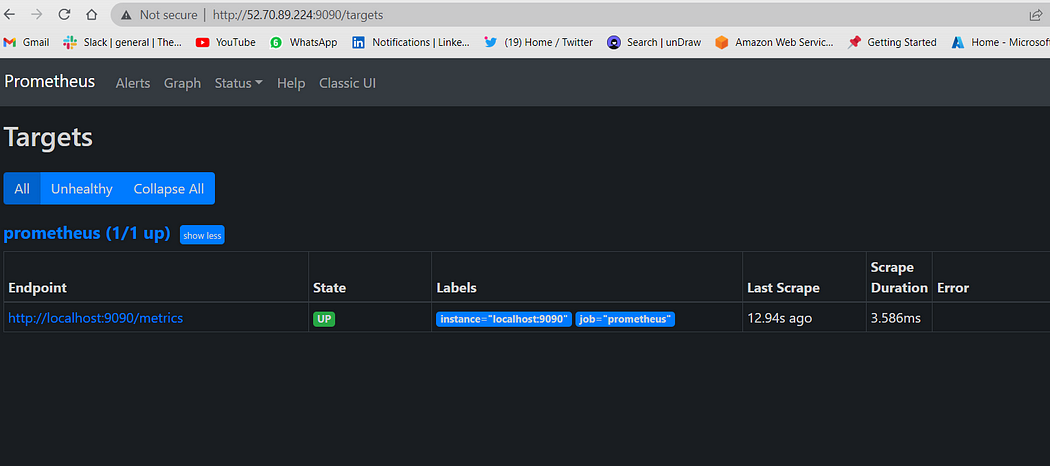 Not secure | http://52.70.89.224:9090/targets
Gmail Slack | general | The... YouTube 6 WhatsApp Notifications | Linke... (19) Home / Twitter Search | unDraw Amazon Web Servic... Getting Started Home - Microsoft
Prometheus Alerts Graph Status Help Classic UI
Targets
All Unhealthy Collapse All
prometheus (1/1 up) show less
Endpoint State Labels Last Scrape Scrape Duration Error
http://localhost:9090/metrics UP instance="localhost:9090" job="prometheus" 12.94s ago 3.586ms